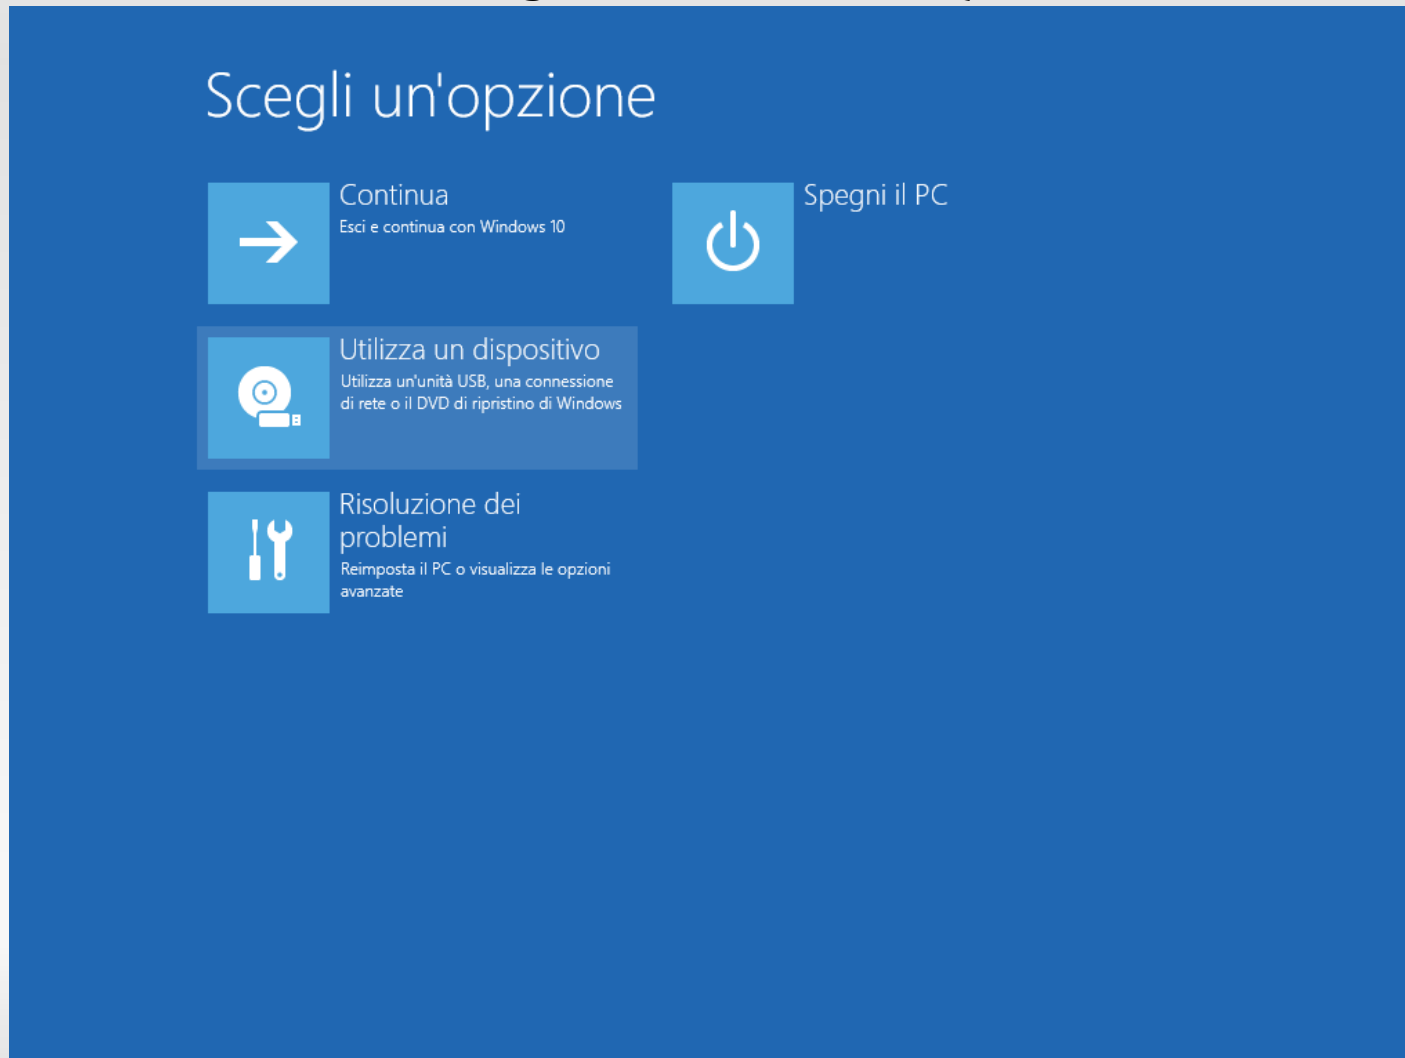 Scegli un'opzione
Continua
Esci e continua con Windows 10
Spegni il PC
Utilizza un dispositivo
Utilizza un'unità USB, una connessione
di rete o il DVD di ripristino di Windows
Risoluzione dei
problemi
Reimposta il PC o visualizza le opzioni
avanzate